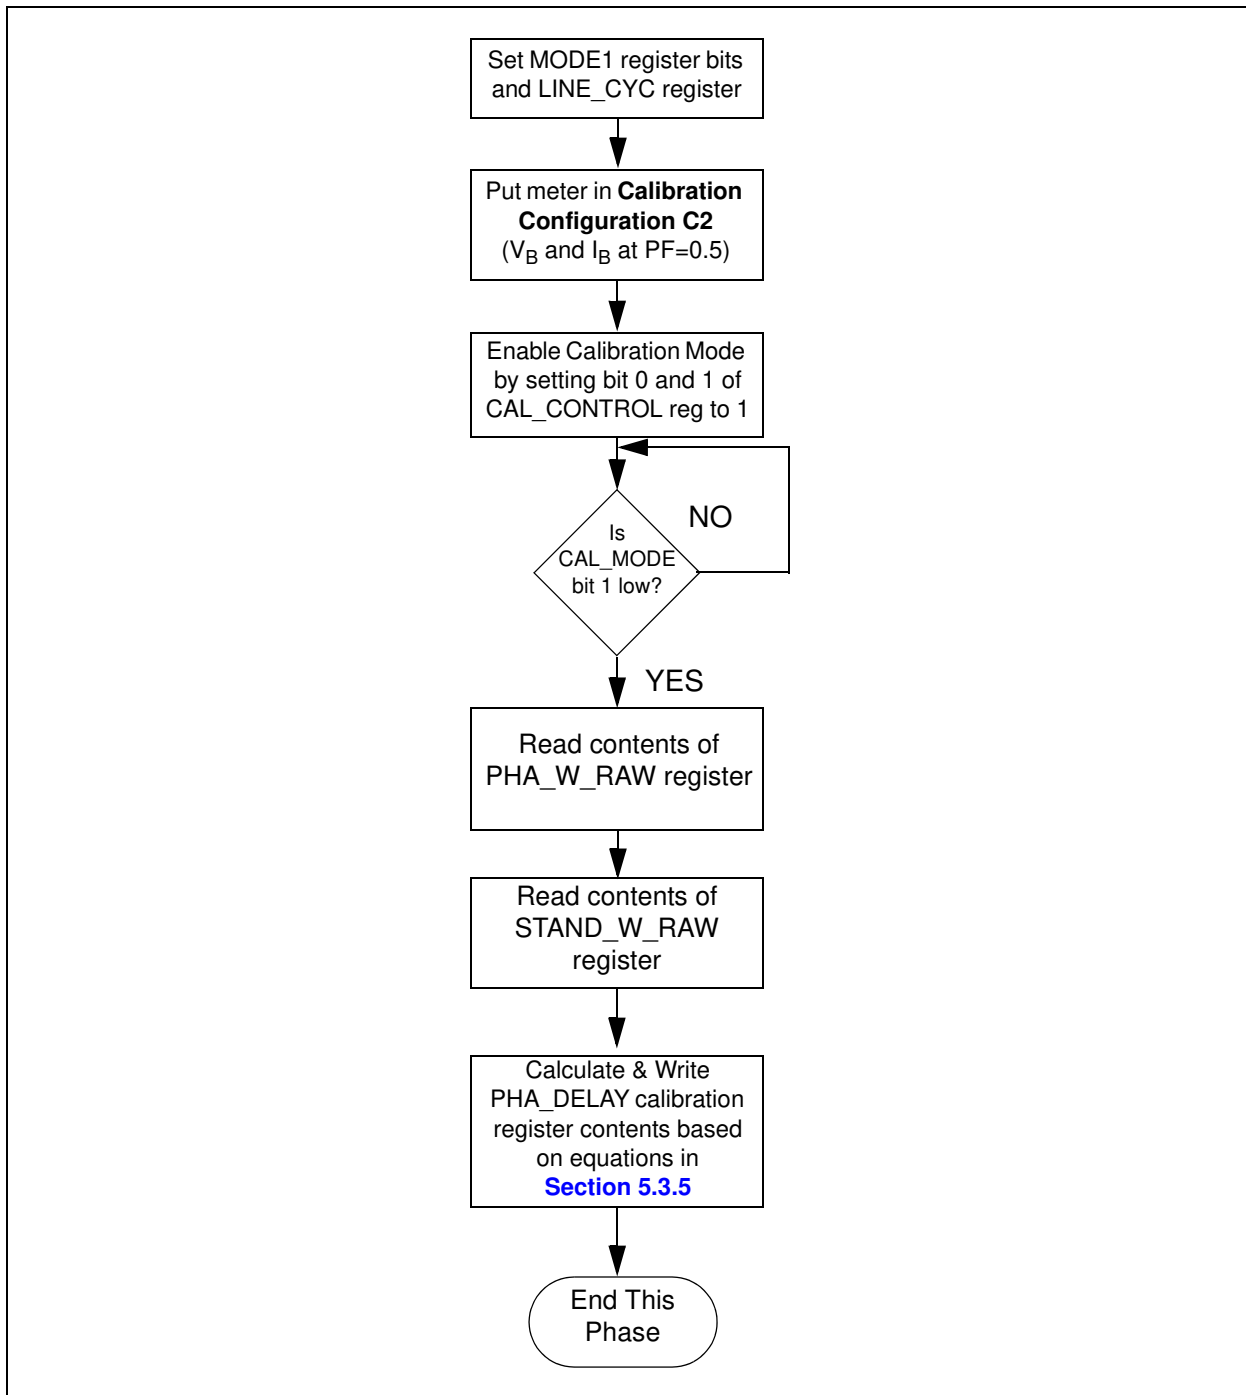 Set MODE1 register bits
and LINE_CYC register
Put meter in Calibration
Configuration C2
(VB and IB at PF=0.5)
Enable Calibration Mode
by setting bit 0 and 1 of
CAL_CONTROL reg to 1
NO
Is
CAL_MODE
bit 1 low?
YES
Read contents of
PHA_W_RAW register
Read contents of
STAND_W_RAW
register
Calculate & Write
PHA_DELAY calibration
register contents based
on equations in
Section 5.3.5
End This
Phase